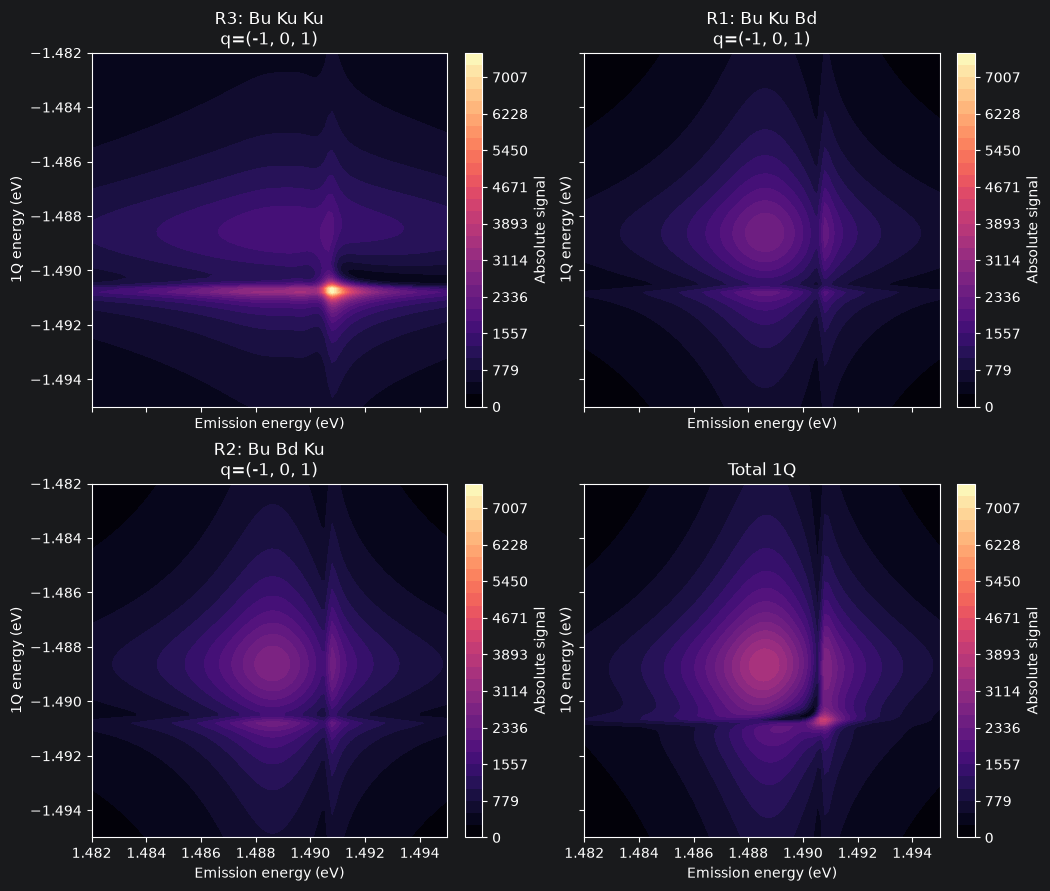 R3: Bu Ku Ku
q=(-1, 0, 1)
−1.482
−1.484
−1.486
−1.488
−1.490
−1.492
−1.494
1Q energy (eV)
Emission energy (eV)
7007
6228
5450
4671
3893
3114
2336
1557
779
0
Absolute signal
R1: Bu Ku Bd
q=(-1, 0, 1)
1Q energy (eV)
Emission energy (eV)
7007
6228
5450
4671
3893
3114
2336
1557
779
0
Absolute signal
R2: Bu Bd Ku
q=(-1, 0, 1)
−1.482
−1.484
−1.486
−1.488
−1.490
−1.492
−1.494
1Q energy (eV)
1.482 1.484 1.486 1.488 1.490 1.492 1.494
Emission energy (eV)
7007
6228
5450
4671
3893
3114
2336
1557
779
0
Absolute signal
Total 1Q
1Q energy (eV)
1.482 1.484 1.486 1.488 1.490 1.492 1.494
Emission energy (eV)
7007
6228
5450
4671
3893
3114
2336
1557
779
0
Absolute signal